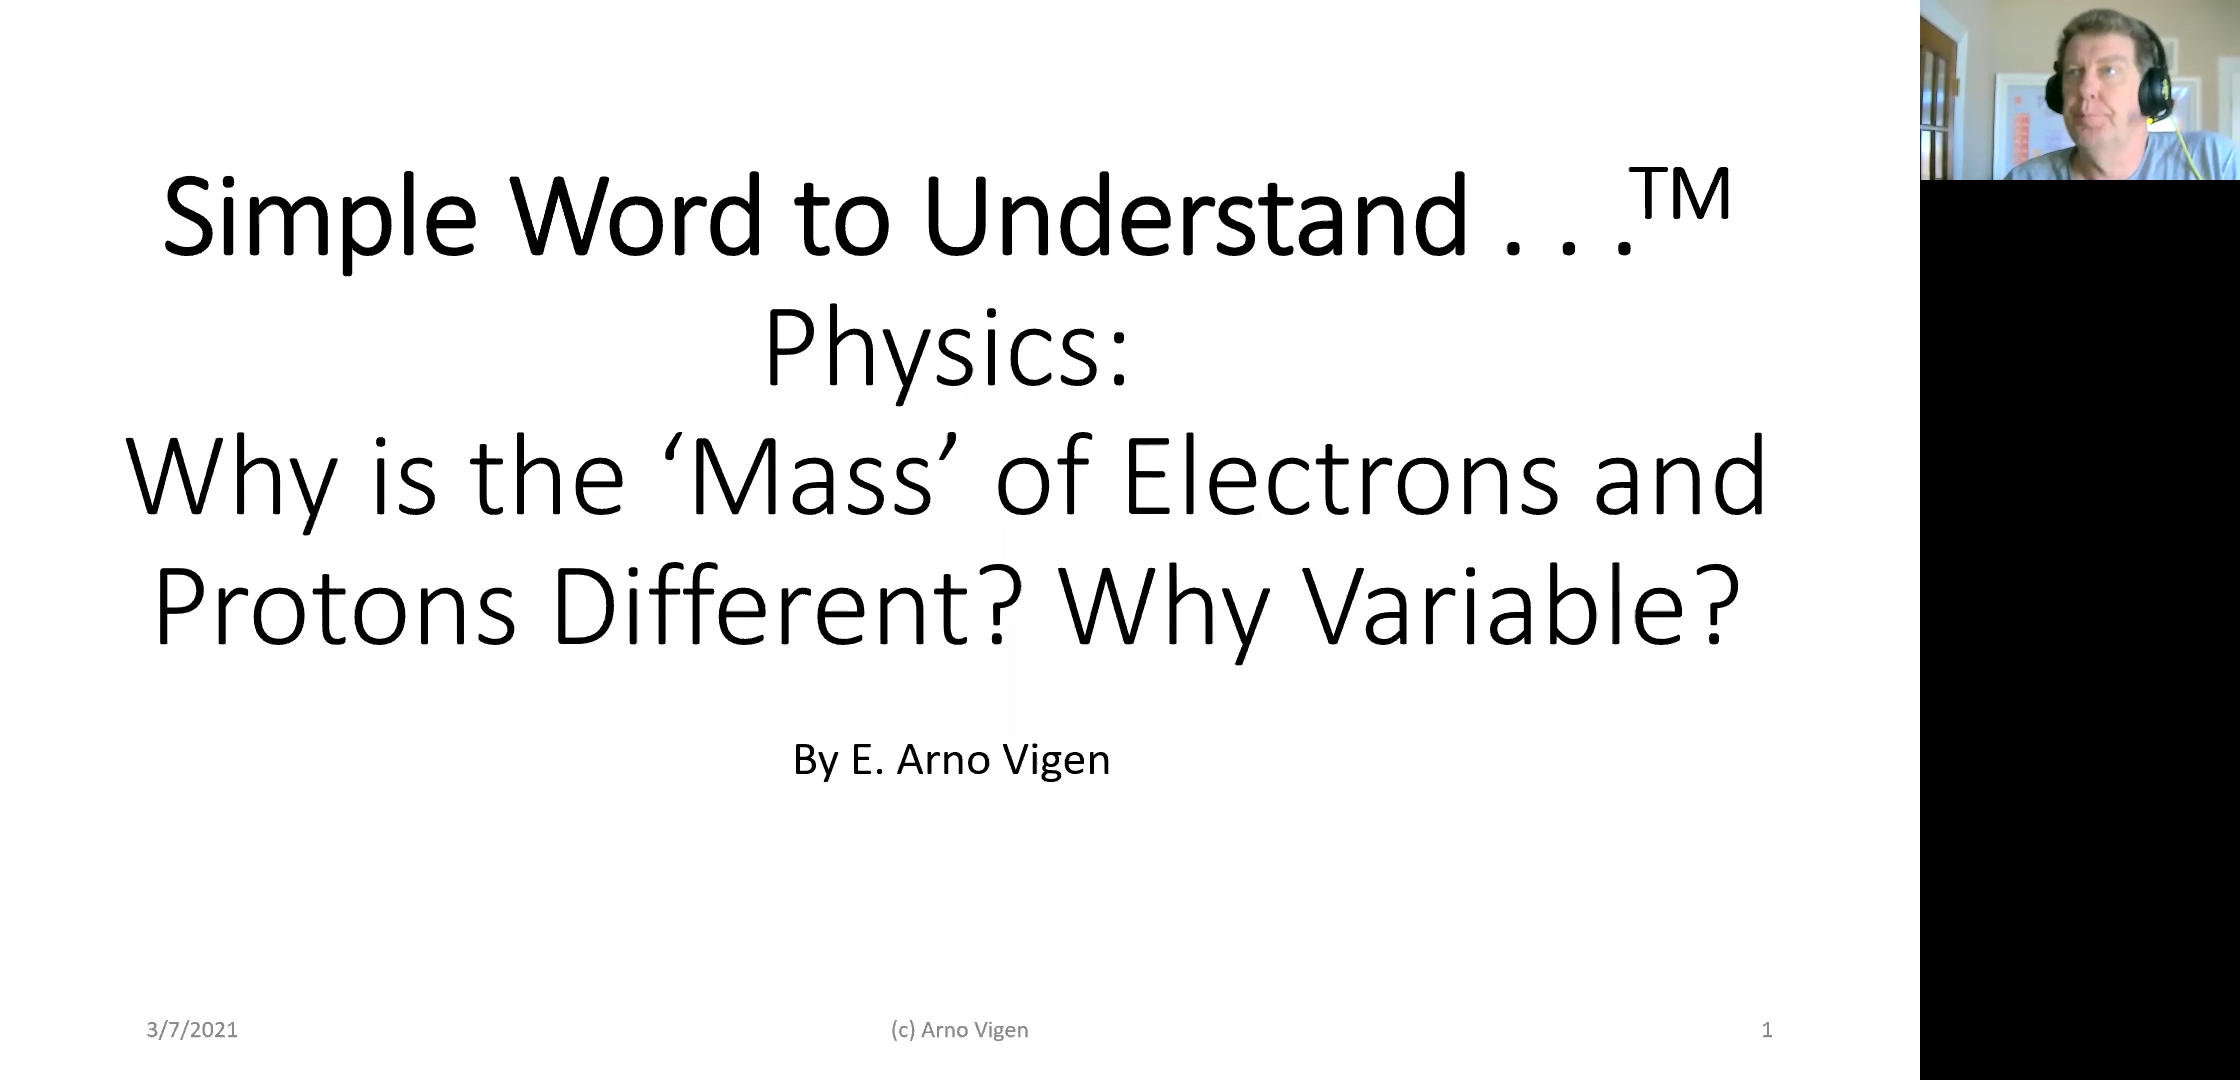 Simple Word to Understand . . .TM
Physics:
Why is the ‘Mass’ of Electrons and
Protons Different? Why Variable?
By E. Arno Vigen
3/7/2021
(c) Arno Vigen
1